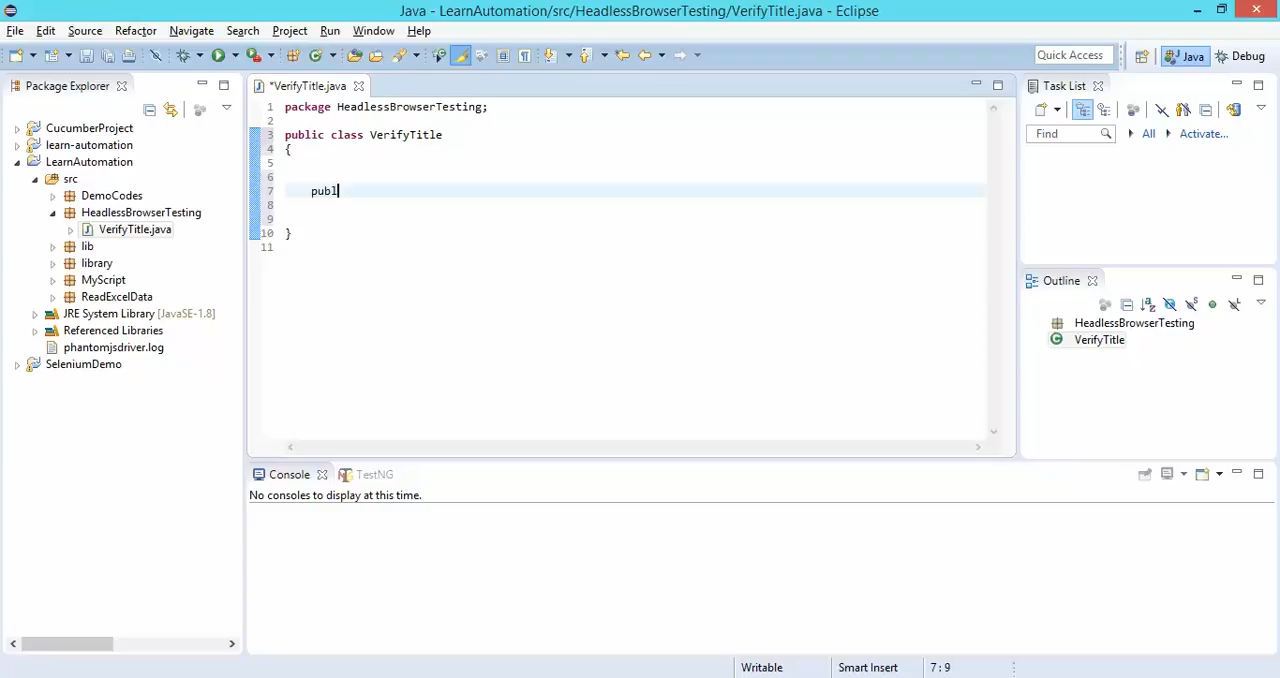 Java - LearnAutomation/src/HeadlessBrowserTesting/VerifyTitle.java - Eclipse
File Edit Source Refactor Navigate Search Project Run Window Help
Quick Access
Java
Debug
Package Explorer
CucumberProject
learn-automation
LearnAutomation
src
DemoCodes
HeadlessBrowserTesting
VerifyTitle.java
lib
library
MyScript
ReadExcelData
JRE System Library [JavaSE-1.8]
Referenced Libraries
phantomjsdriver.log
SeleniumDemo
*VerifyTitle.java
1 package HeadlessBrowserTesting;
2
3 public class VerifyTitle
4 {
5
6
7 publ
8
9
10 }
11
Task List
Find
All
Activate...
Outline
HeadlessBrowserTesting
VerifyTitle
Console
TestNG
No consoles to display at this time.
Writable
Smart Insert
7 : 9